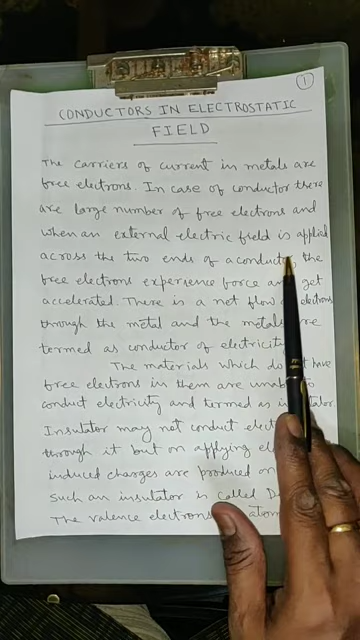 1
CONDUCTORS IN ELECTROSTATIC
FIELD
The carriers of current in metals are
free electrons. In case of conductor there
are large number of free electrons and
when an external electric field is applied
across the two ends of a conductor the
free electrons experience force and get
accelerated. There is a net flow electrons
through the metal and the metals are
termed as conductor of electricity
The materials which do have
free electrons in them are unable to
conduct electricity and termed as insulator.
Insulator may not conduct
through it but on applying
induced charges are produced on
Such an insulator is called
The valence electrons atom